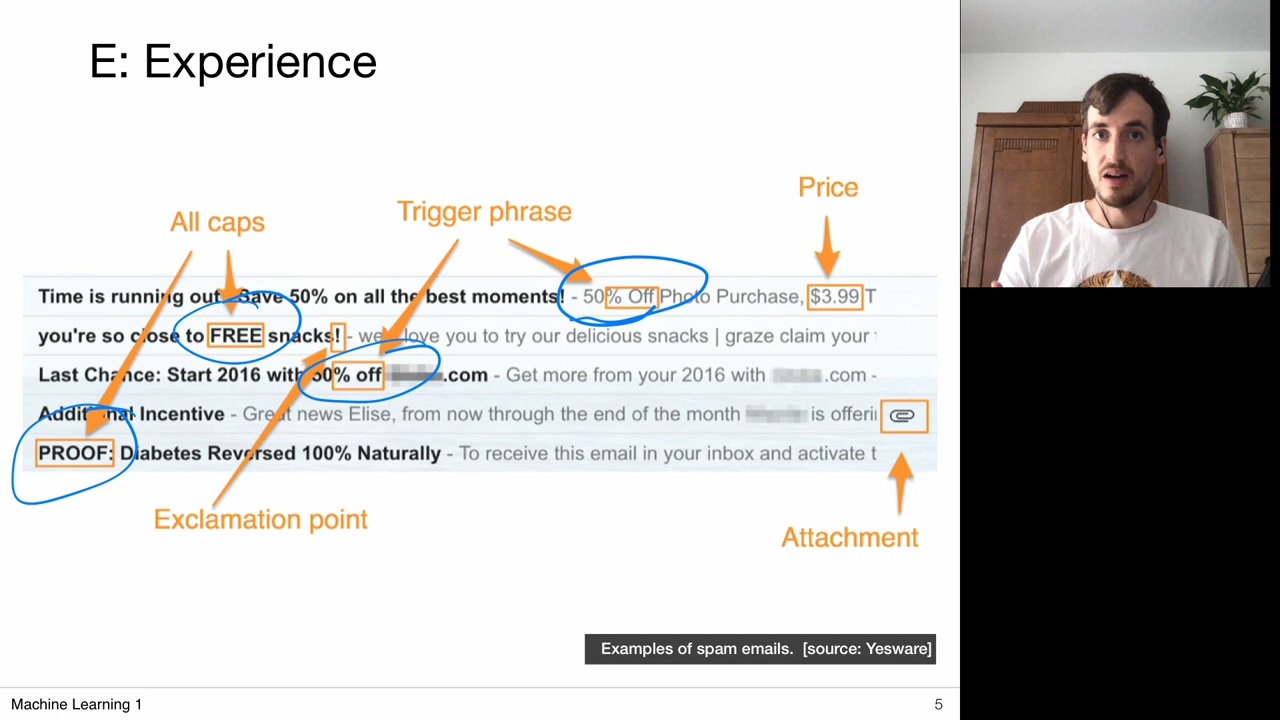 E: Experience
Price
Trigger phrase
All caps
Time is running out: Save 50% on all the best moments! - 50% Off Photo Purchase, $3.99 T
you're so close to FREE snacks! - we'd love you to try our delicious snacks | graze claim your
Last Chance: Start 2016 with 50% off .com - Get more from your 2016 with .com -
Additional Incentive - Great news Elise, from now through the end of the month is offeri
PROOF: Diabetes Reversed 100% Naturally - To receive this email in your inbox and activate t
Exclamation point
Attachment
Examples of spam emails. [source: Yesware]
Machine Learning 1
5